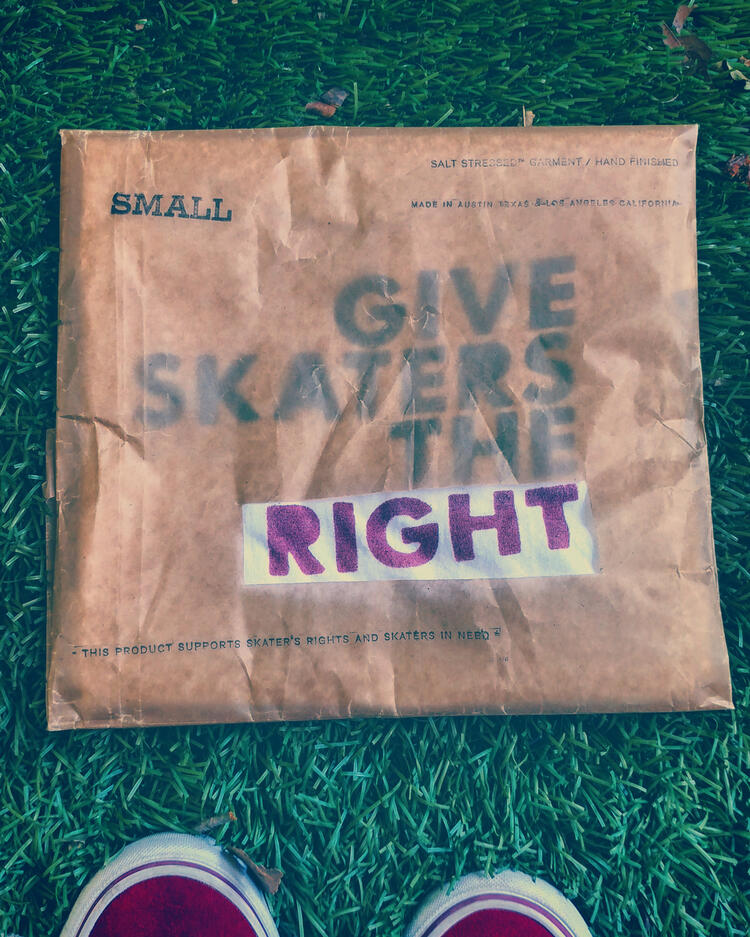 SALT STRESSED™ GARMENT / HAND FINISHED
SMALL
MADE IN AUSTIN TEXAS & LOS ANGELES CALIFORNIA
GIVE
SKATERS
THE
RIGHT
- THIS PRODUCT SUPPORTS SKATER'S RIGHTS AND SKATERS IN NEED -